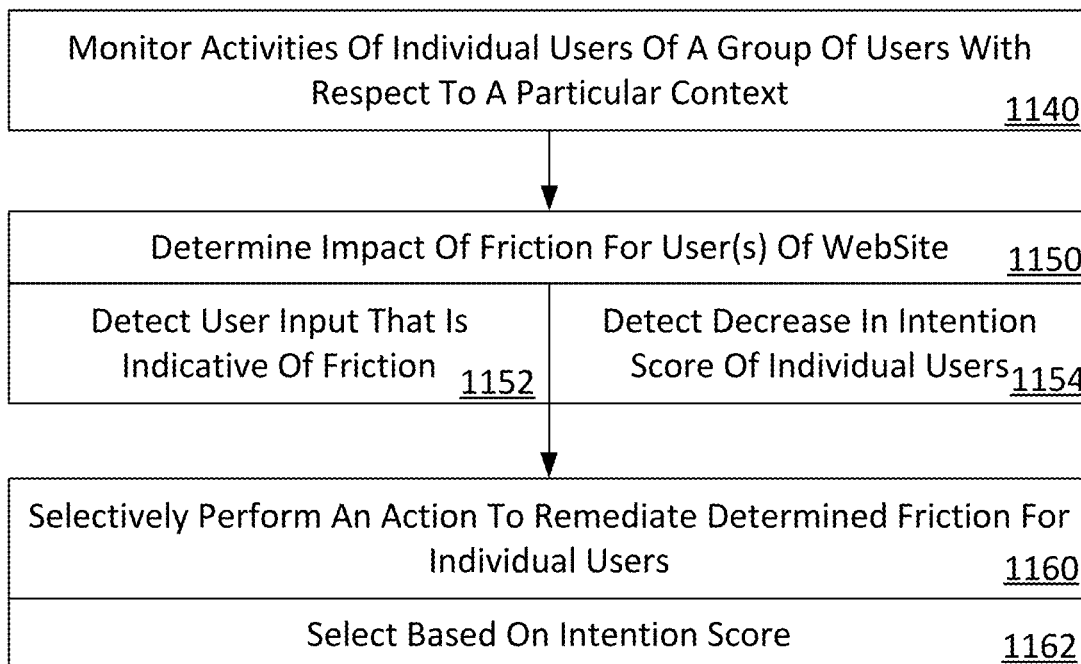 Monitor Activities Of Individual Users Of A Group Of Users With
Respect To A Particular Context
1140
Determine Impact Of Friction For User(s) Of WebSite
1150
Detect User Input That Is
Indicative Of Friction
1152
Detect Decrease In Intention
Score Of Individual Users
1154
Selectively Perform An Action To Remediate Determined Friction For
Individual Users
1160
Select Based On Intention Score
1162